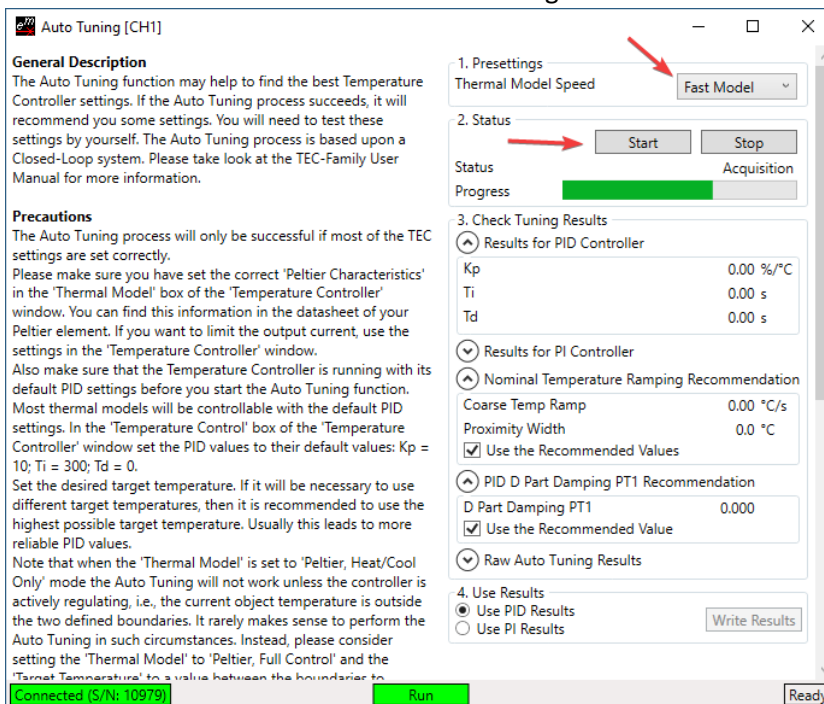 Auto Tuning [CH1]
General Description
The Auto Tuning function may help to find the best Temperature
Controller settings. If the Auto Tuning process succeeds, it will
recommend you some settings. You will need to test these
settings by yourself. The Auto Tuning process is based upon a
Closed-Loop system. Please take look at the TEC-Family User
Manual for more information.
Precautions
The Auto Tuning process will only be successful if most of the TEC
settings are set correctly.
Please make sure you have set the correct 'Peltier Characteristics'
in the 'Thermal Model' box of the 'Temperature Controller'
window. You can find this information in the datasheet of your
Peltier element. If you want to limit the output current, use the
settings in the 'Temperature Controller' window.
Also make sure that the Temperature Controller is running with its
default PID settings before you start the Auto Tuning function.
Most thermal models will be controllable with the default PID
settings. In the 'Temperature Control' box of the 'Temperature
Controller' window set the PID values to their default values: Kp =
10; Ti = 300; Td = 0.
Set the desired target temperature. If it will be necessary to use
different target temperatures, then it is recommended to use the
highest possible target temperature. Usually this leads to more
reliable PID values.
Note that when the 'Thermal Model' is set to 'Peltier, Heat/Cool
Only' mode the Auto Tuning will not work unless the controller is
actively regulating, i.e., the current object temperature is outside
the two defined boundaries. It rarely makes sense to perform the
Auto Tuning in such circumstances. Instead, please consider
setting the 'Thermal Model' to 'Peltier, Full Control' and the
'Target Temperature' to a value between the boundaries to
1. Presettings
Thermal Model Speed Fast Model
2. Status
Start Stop
Status Acquisition
Progress
3. Check Tuning Results
Results for PID Controller
Kp 0.00 %/°C
Ti 0.00 s
Td 0.00 s
Results for PI Controller
Nominal Temperature Ramping Recommendation
Coarse Temp Ramp 0.00 °C/s
Proximity Width 0.0 °C
Use the Recommended Values
PID D Part Damping PT1 Recommendation
D Part Damping PT1 0.000
Use the Recommended Value
Raw Auto Tuning Results
4. Use Results
Use PID Results
Use PI Results
Write Results
Connected (S/N: 10979) Run Ready